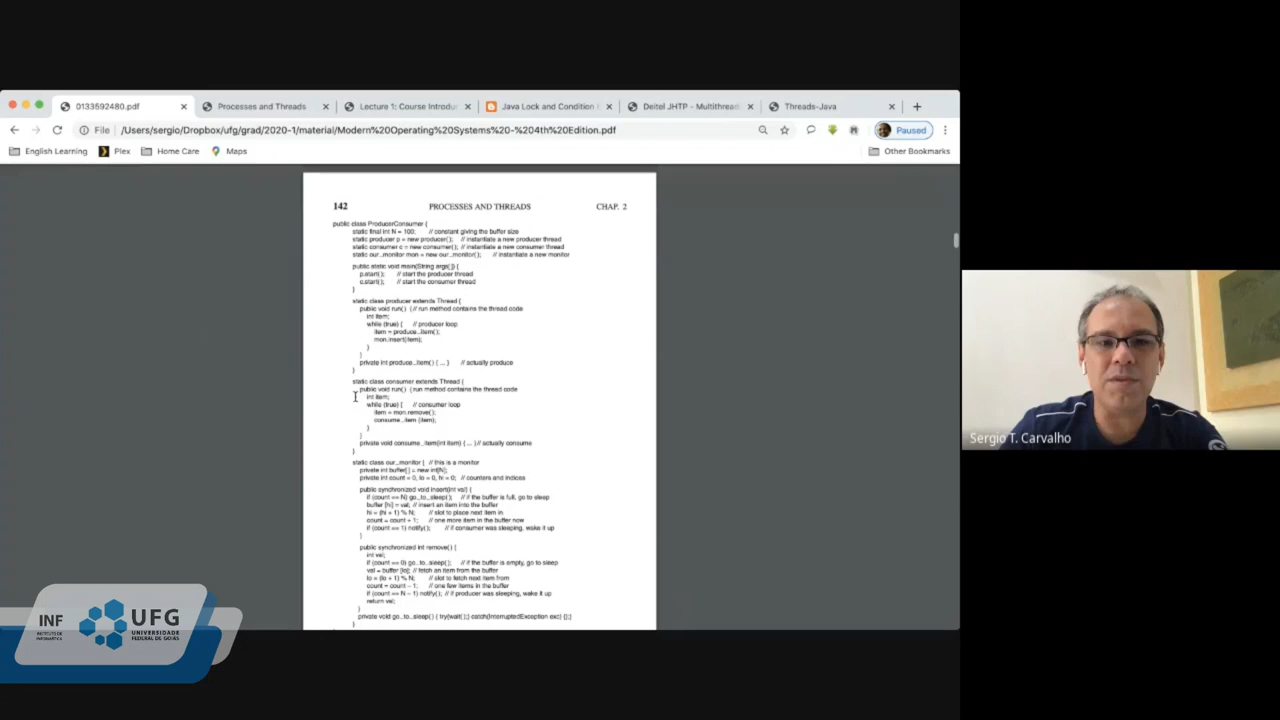 0133592480.pdf
Processes and Threads
Lecture 1: Course Introdu
Java Lock and Condition
Deitel JHTP - Multithread
Threads-Java
File
/Users/sergio/Dropbox/ufg/grad/2020-1/material/Modern%20Operating%20Systems%20-%204th%20Edition.pdf
Paused
English Learning
Plex
Home Care
Maps
Other Bookmarks
142 PROCESSES AND THREADS CHAP. 2
public class ProducerConsumer {
static final int N = 100; // constant giving the buffer size
static producer p = new producer(); // instantiate a new producer thread
static consumer c = new consumer(); // instantiate a new consumer thread
static our_monitor mon = new our_monitor(); // instantiate a new monitor
public static void main(String args[]) {
p.start(); // start the producer thread
c.start(); // start the consumer thread
}
static class producer extends Thread {
public void run() { // run method contains the thread code
int item;
while (true) { // producer loop
item = produce_item();
mon.insert(item);
}
}
private int produce_item() { ... } // actually produce
}
static class consumer extends Thread {
public void run() { run method contains the thread code
int item;
while (true) { // consumer loop
item = mon.remove();
consume_item (item);
}
}
private void consume_item(int item) { ... } // actually consume
}
static class our_monitor { // this is a monitor
private int buffer[ ] = new int[N];
private int count = 0, lo = 0, hi = 0; // counters and indices
public synchronized void insert(int val) {
if (count == N) go_to_sleep(); // if the buffer is full, go to sleep
buffer [hi] = val; // insert an item into the buffer
hi = (hi + 1) % N; // slot to place next item in
count = count + 1; // one more item in the buffer now
if (count == 1) notify(); // if consumer was sleeping, wake it up
}
public synchronized int remove() {
int val;
if (count == 0) go_to_sleep(); // if the buffer is empty, go to sleep
val = buffer [lo]; // fetch an item from the buffer
lo = (lo + 1) % N; // slot to fetch next item from
count = count − 1; // one few items in the buffer
if (count == N − 1) notify(); // if producer was sleeping, wake it up
return val;
}
private void go_to_sleep() { try{wait();} catch(InterruptedException exc) {};}
}
Sergio T. Carvalho
INF
INSTITUTO DE
INFORMÁTICA
UFG
UNIVERSIDADE
FEDERAL DE GOIÁS